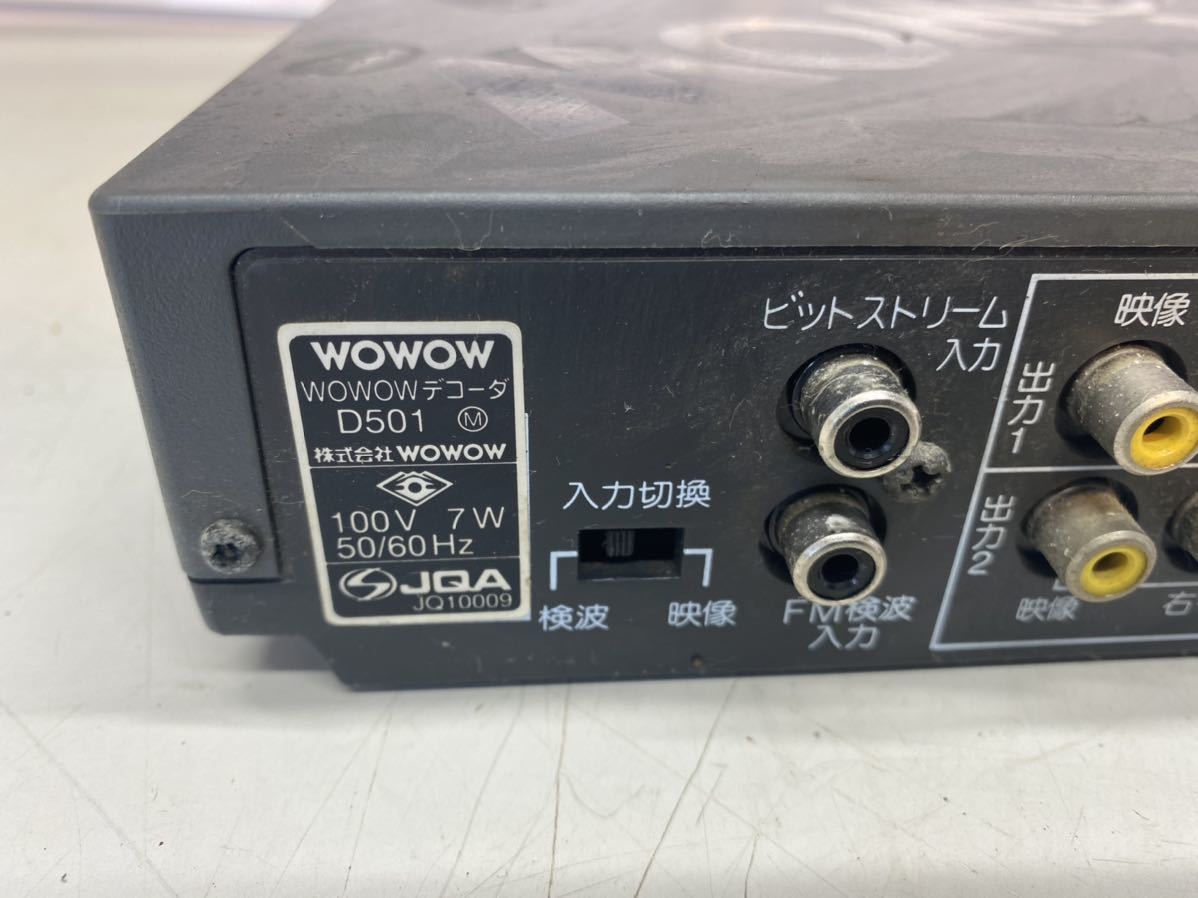 WOWOW
WOWOWデコーダ
D501 Ⓜ
株式会社WOWOW
100V 7W
50/60Hz
JQA
JQ10009
入力切換
検波 映像
ビットストリーム
入力
FM検波
入力
映像
出力1
出力2
映像 右